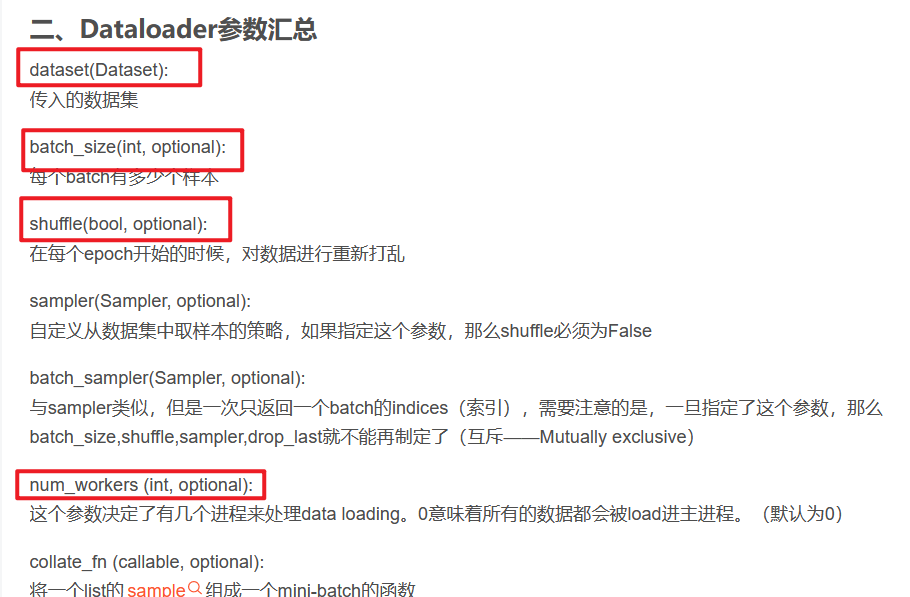 二、Dataloader参数汇总
dataset(Dataset):
传入的数据集
batch_size(int, optional):
每个batch有多少个样本
shuffle(bool, optional):
在每个epoch开始的时候，对数据进行重新打乱
sampler(Sampler, optional):
自定义从数据集中取样本的策略，如果指定这个参数，那么shuffle必须为False
batch_sampler(Sampler, optional):
与sampler类似，但是一次只返回一个batch的indices（索引），需要注意的是，一旦指定了这个参数，那么
batch_size,shuffle,sampler,drop_last就不能再制定了（互斥——Mutually exclusive）
num_workers (int, optional):
这个参数决定了有几个进程来处理data loading。0意味着所有的数据都会被load进主进程。（默认为0）
collate_fn (callable, optional):
将一个list的sample组成一个mini-batch的函数